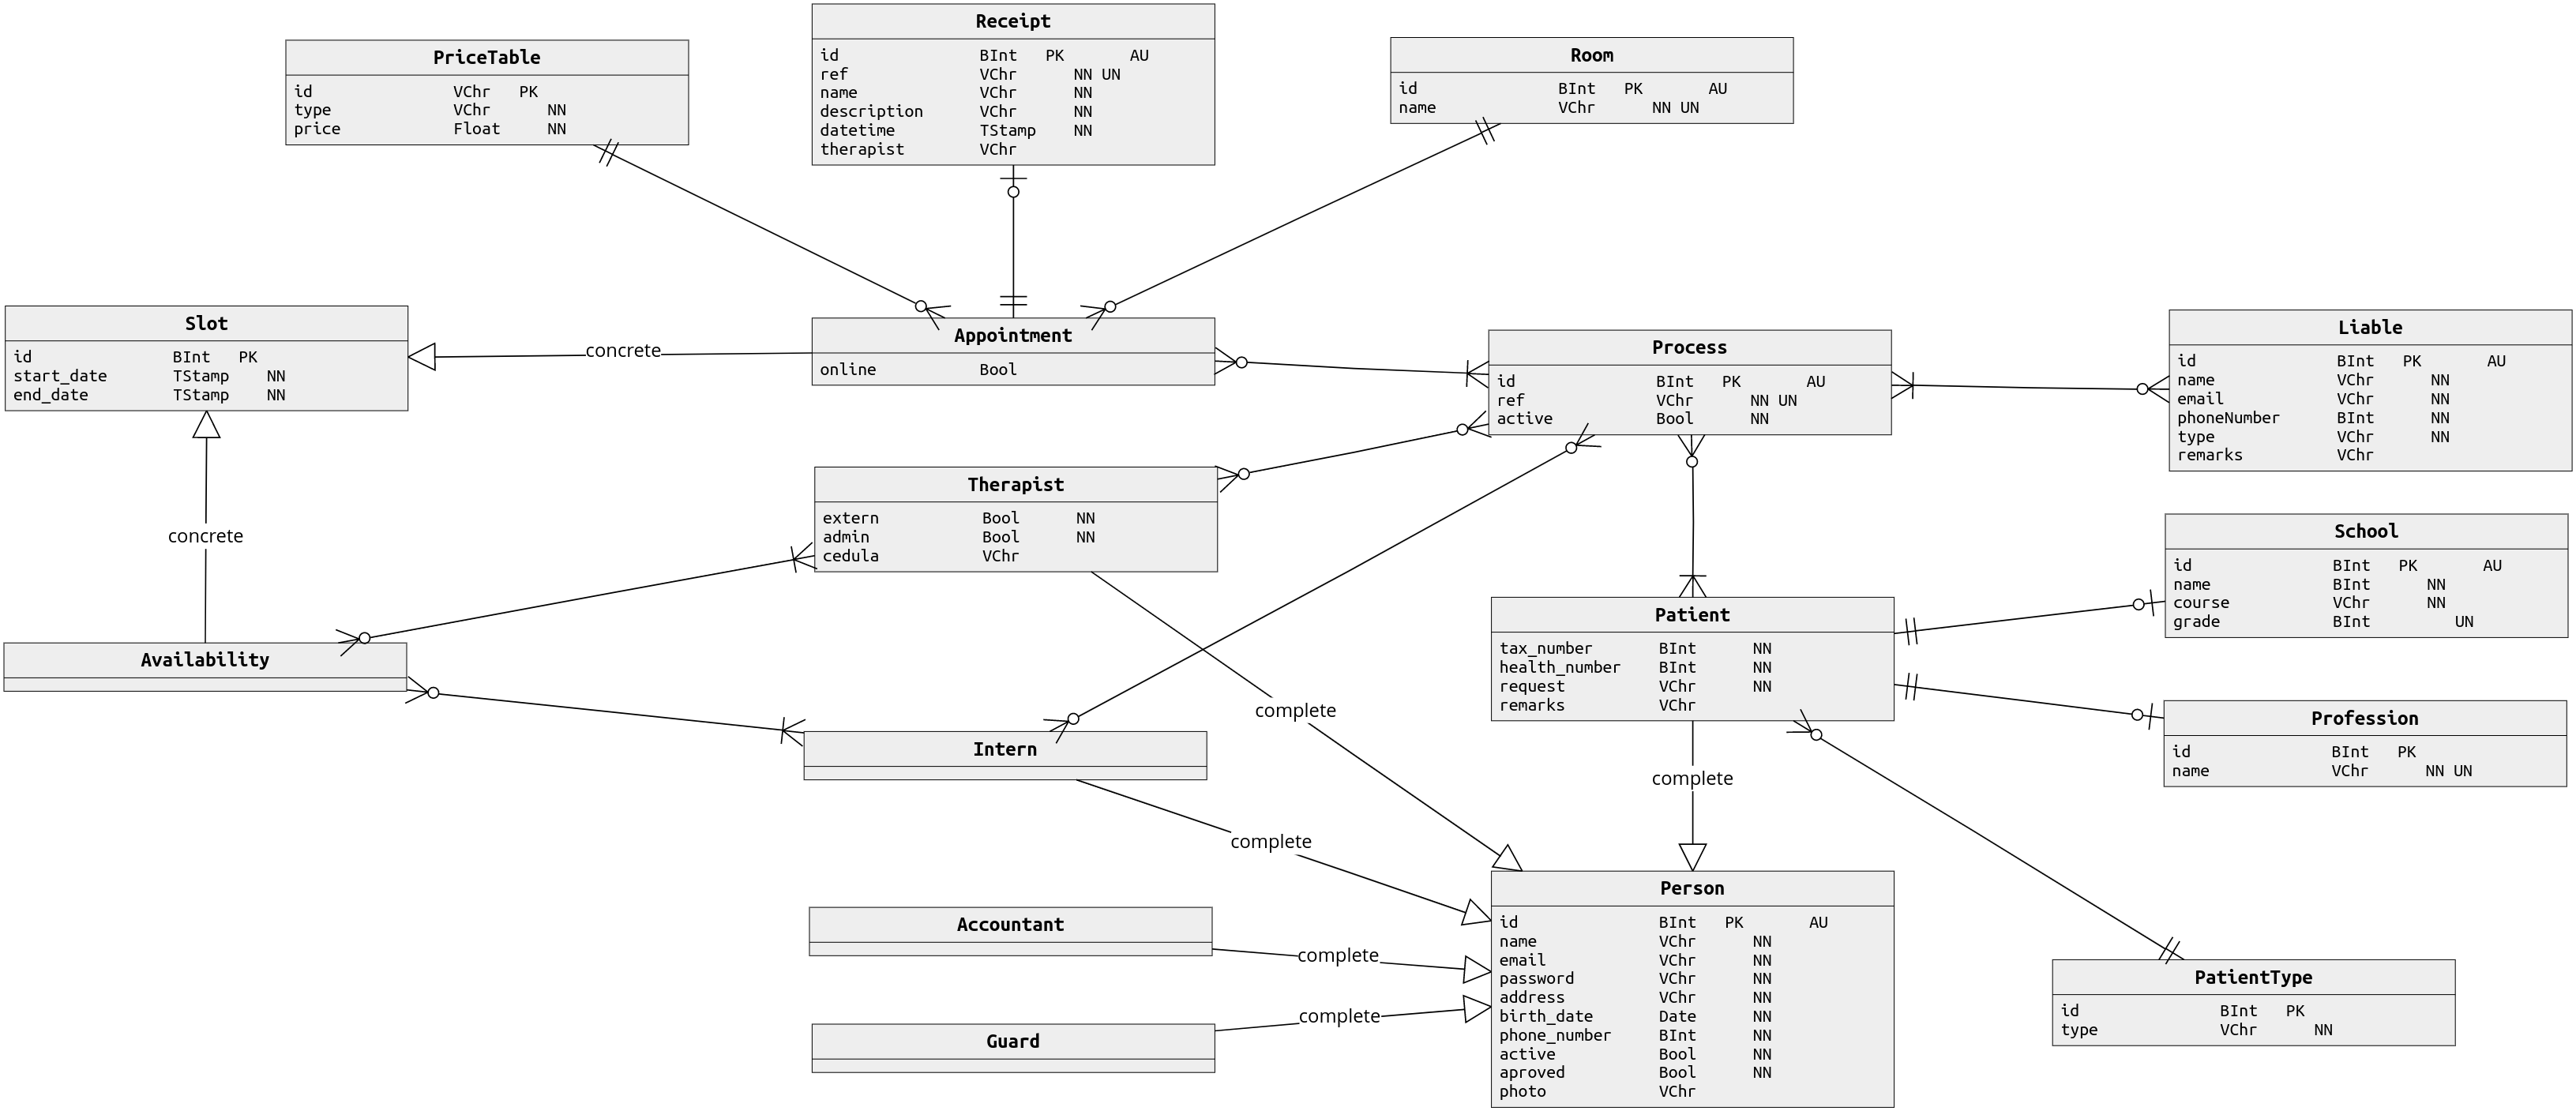 PriceTable
id VChr PK
type VChr NN
price Float NN
Receipt
id BInt PK AU
ref VChr NN UN
name VChr NN
description VChr NN
datetime TStamp NN
therapist VChr
Room
id BInt PK AU
name VChr NN UN
Slot
id BInt PK
start_date TStamp NN
end_date TStamp NN
concrete
Appointment
online Bool
Process
id BInt PK AU
ref VChr NN UN
active Bool NN
Liable
id BInt PK AU
name VChr NN
email VChr NN
phoneNumber BInt NN
type VChr NN
remarks VChr
concrete
Therapist
extern Bool NN
admin Bool NN
cedula VChr
School
id BInt PK AU
name BInt NN
course VChr NN
grade BInt UN
Availability
Patient
tax_number BInt NN
health_number BInt NN
request VChr NN
remarks VChr
Profession
id BInt PK
name VChr NN UN
Intern
complete
complete
complete
Person
id BInt PK AU
name VChr NN
email VChr NN
password VChr NN
address VChr NN
birth_date Date NN
phone_number BInt NN
active Bool NN
aproved Bool NN
photo VChr
Accountant
complete
Guard
complete
PatientType
id BInt PK
type VChr NN